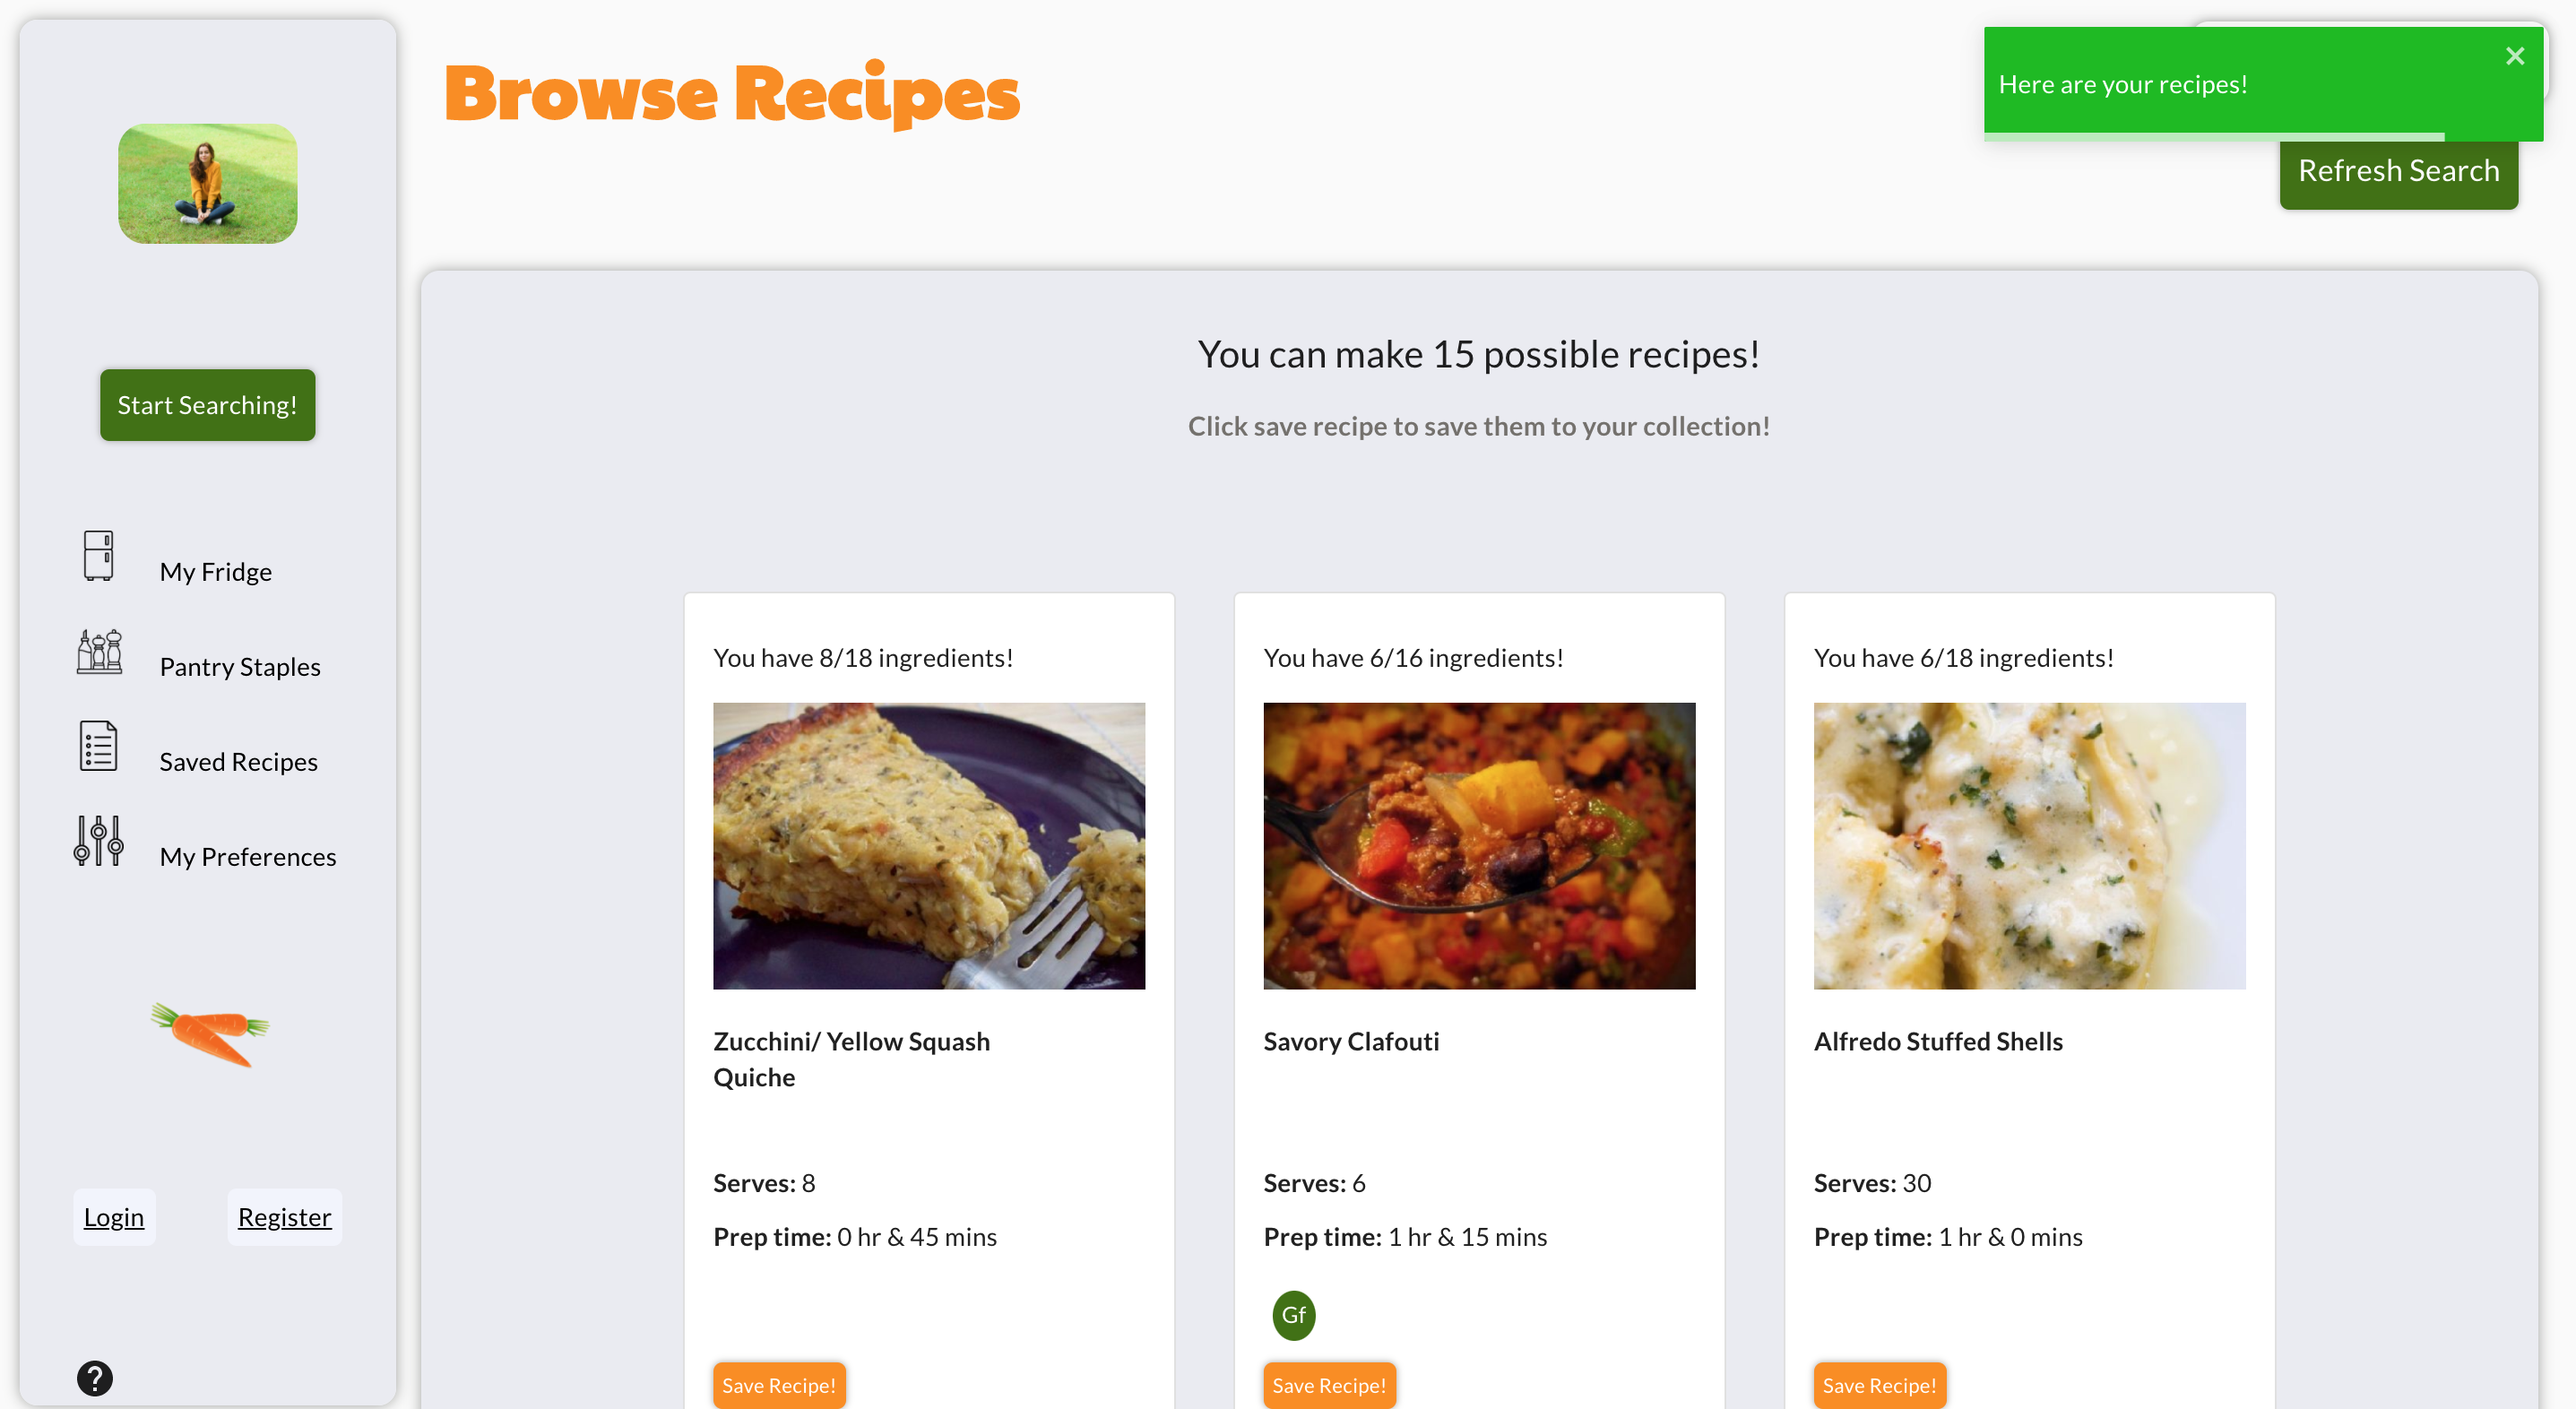 Browse Recipes
Here are your recipes!
Refresh Search
Start Searching!
My Fridge
Pantry Staples
Saved Recipes
My Preferences
Login
Register
?
You can make 15 possible recipes!
Click save recipe to save them to your collection!
You have 8/18 ingredients!
Zucchini/ Yellow Squash
Quiche
Serves: 8
Prep time: 0 hr & 45 mins
Save Recipe!
You have 6/16 ingredients!
Savory Clafouti
Serves: 6
Prep time: 1 hr & 15 mins
Gf
Save Recipe!
You have 6/18 ingredients!
Alfredo Stuffed Shells
Serves: 30
Prep time: 1 hr & 0 mins
Save Recipe!